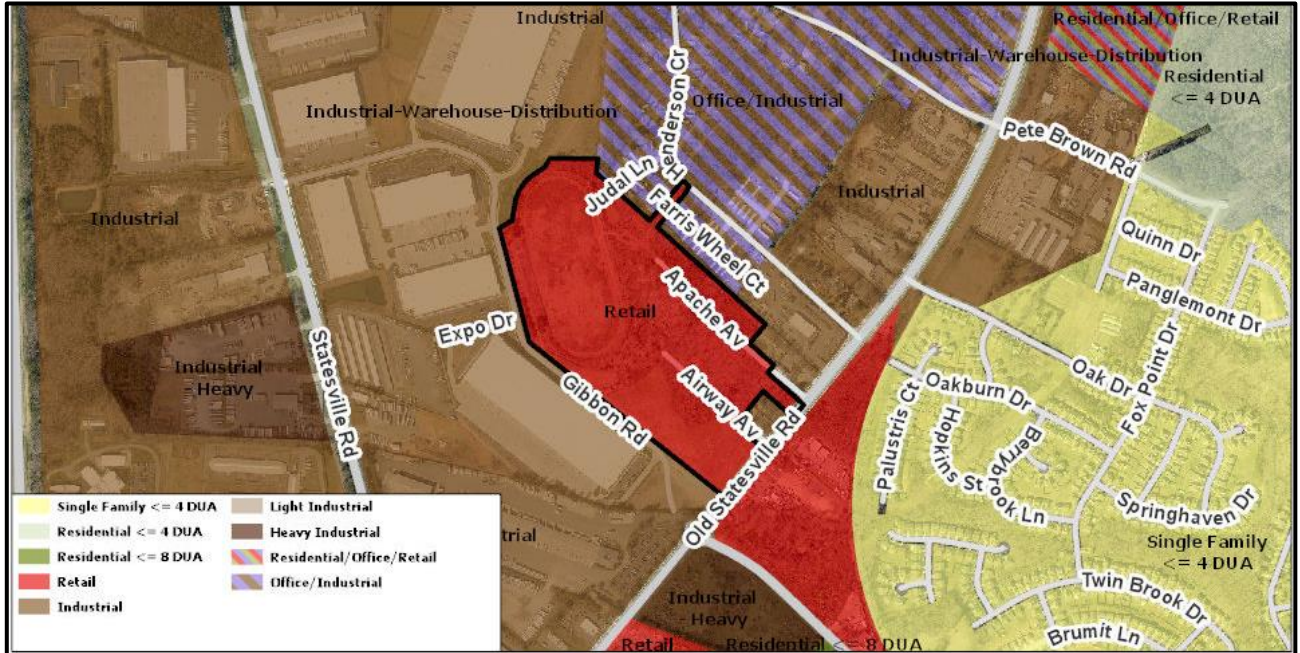 Industrial
Residential/Office/Retail
Industrial-Warehouse-Distribution
Residential
<= 4 DUA
Industrial-Warehouse-Distribution
Office/Industrial
Henderson Cr
Pete Brown Rd
Judal Ln
Farris Wheel Ct
Industrial
Industrial
Quinn Dr
Panglemont Dr
Apache Av
Retail
Expo Dr
Statesville Rd
Industrial
- Heavy
Gibbon Rd
Airway Av
Old Statesville Rd
Oak Dr
Fox Point Dr
Oakburn Dr
Palustris Ct
Hopkins St
Berrybrook Ln
Springhaven Dr
Single Family
<= 4 DUA
Twin Brook Dr
Brumit Ln
Industrial
- Heavy
Retail
Residential <= 8 DUA
trial
Single Family <= 4 DUA
Residential <= 4 DUA
Residential <= 8 DUA
Retail
Industrial
Light Industrial
Heavy Industrial
Residential/Office/Retail
Office/Industrial